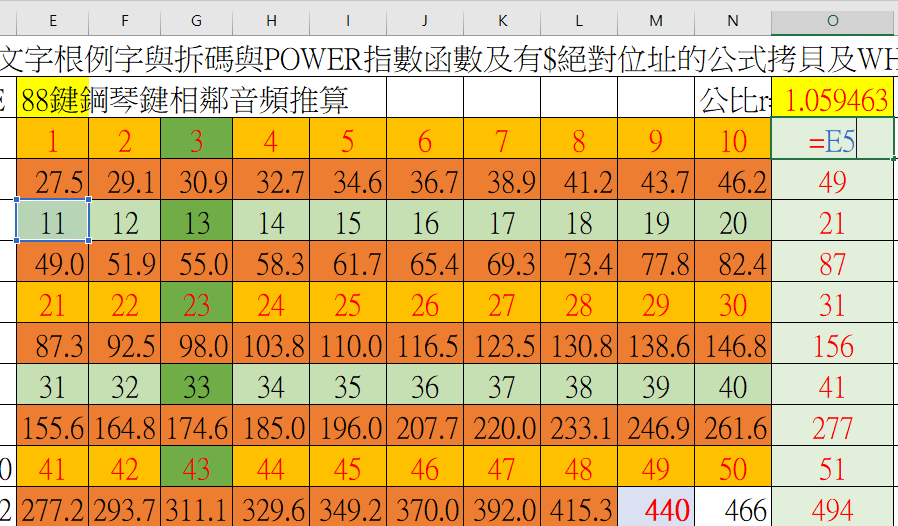 E F G H I J K L M N O
文字根例字與拆碼與POWER指數函數及有$絕對位址的公式拷貝及WH
E 88鍵鋼琴鍵相鄰音頻推算 公比r= 1.059463
1 2 3 4 5 6 7 8 9 10 =E5
27.5 29.1 30.9 32.7 34.6 36.7 38.9 41.2 43.7 46.2 49
11 12 13 14 15 16 17 18 19 20 21
49.0 51.9 55.0 58.3 61.7 65.4 69.3 73.4 77.8 82.4 87
21 22 23 24 25 26 27 28 29 30 31
87.3 92.5 98.0 103.8 110.0 116.5 123.5 130.8 138.6 146.8 156
31 32 33 34 35 36 37 38 39 40 41
155.6 164.8 174.6 185.0 196.0 207.7 220.0 233.1 246.9 261.6 277
0 41 42 43 44 45 46 47 48 49 50 51
2 277.2 293.7 311.1 329.6 349.2 370.0 392.0 415.3 440 466 494